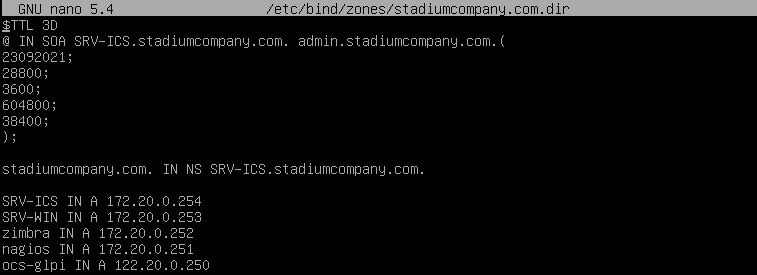 GNU nano 5.4 /etc/bind/zones/stadiumcompany.com.dir
$TTL 3D
@ IN SOA SRV-ICS.stadiumcompany.com. admin.stadiumcompany.com.(
23092021;
28800;
3600;
604800;
38400;
);
stadiumcompany.com. IN NS SRV-ICS.stadiumcompany.com.
SRV-ICS IN A 172.20.0.254
SRV-WIN IN A 172.20.0.253
zimbra IN A 172.20.0.252
nagios IN A 172.20.0.251
ocs-glpi IN A 122.20.0.250